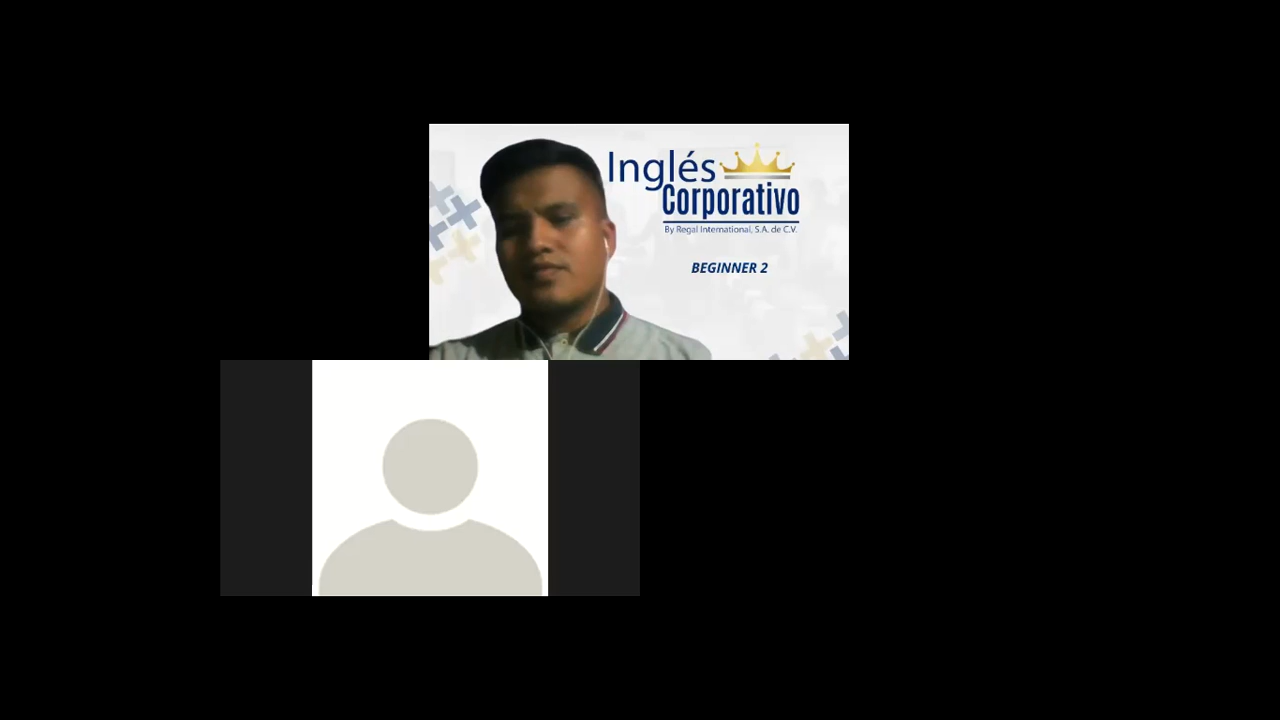 Inglés
Corporativo
By Regal International, S.A. de C.V.
BEGINNER 2